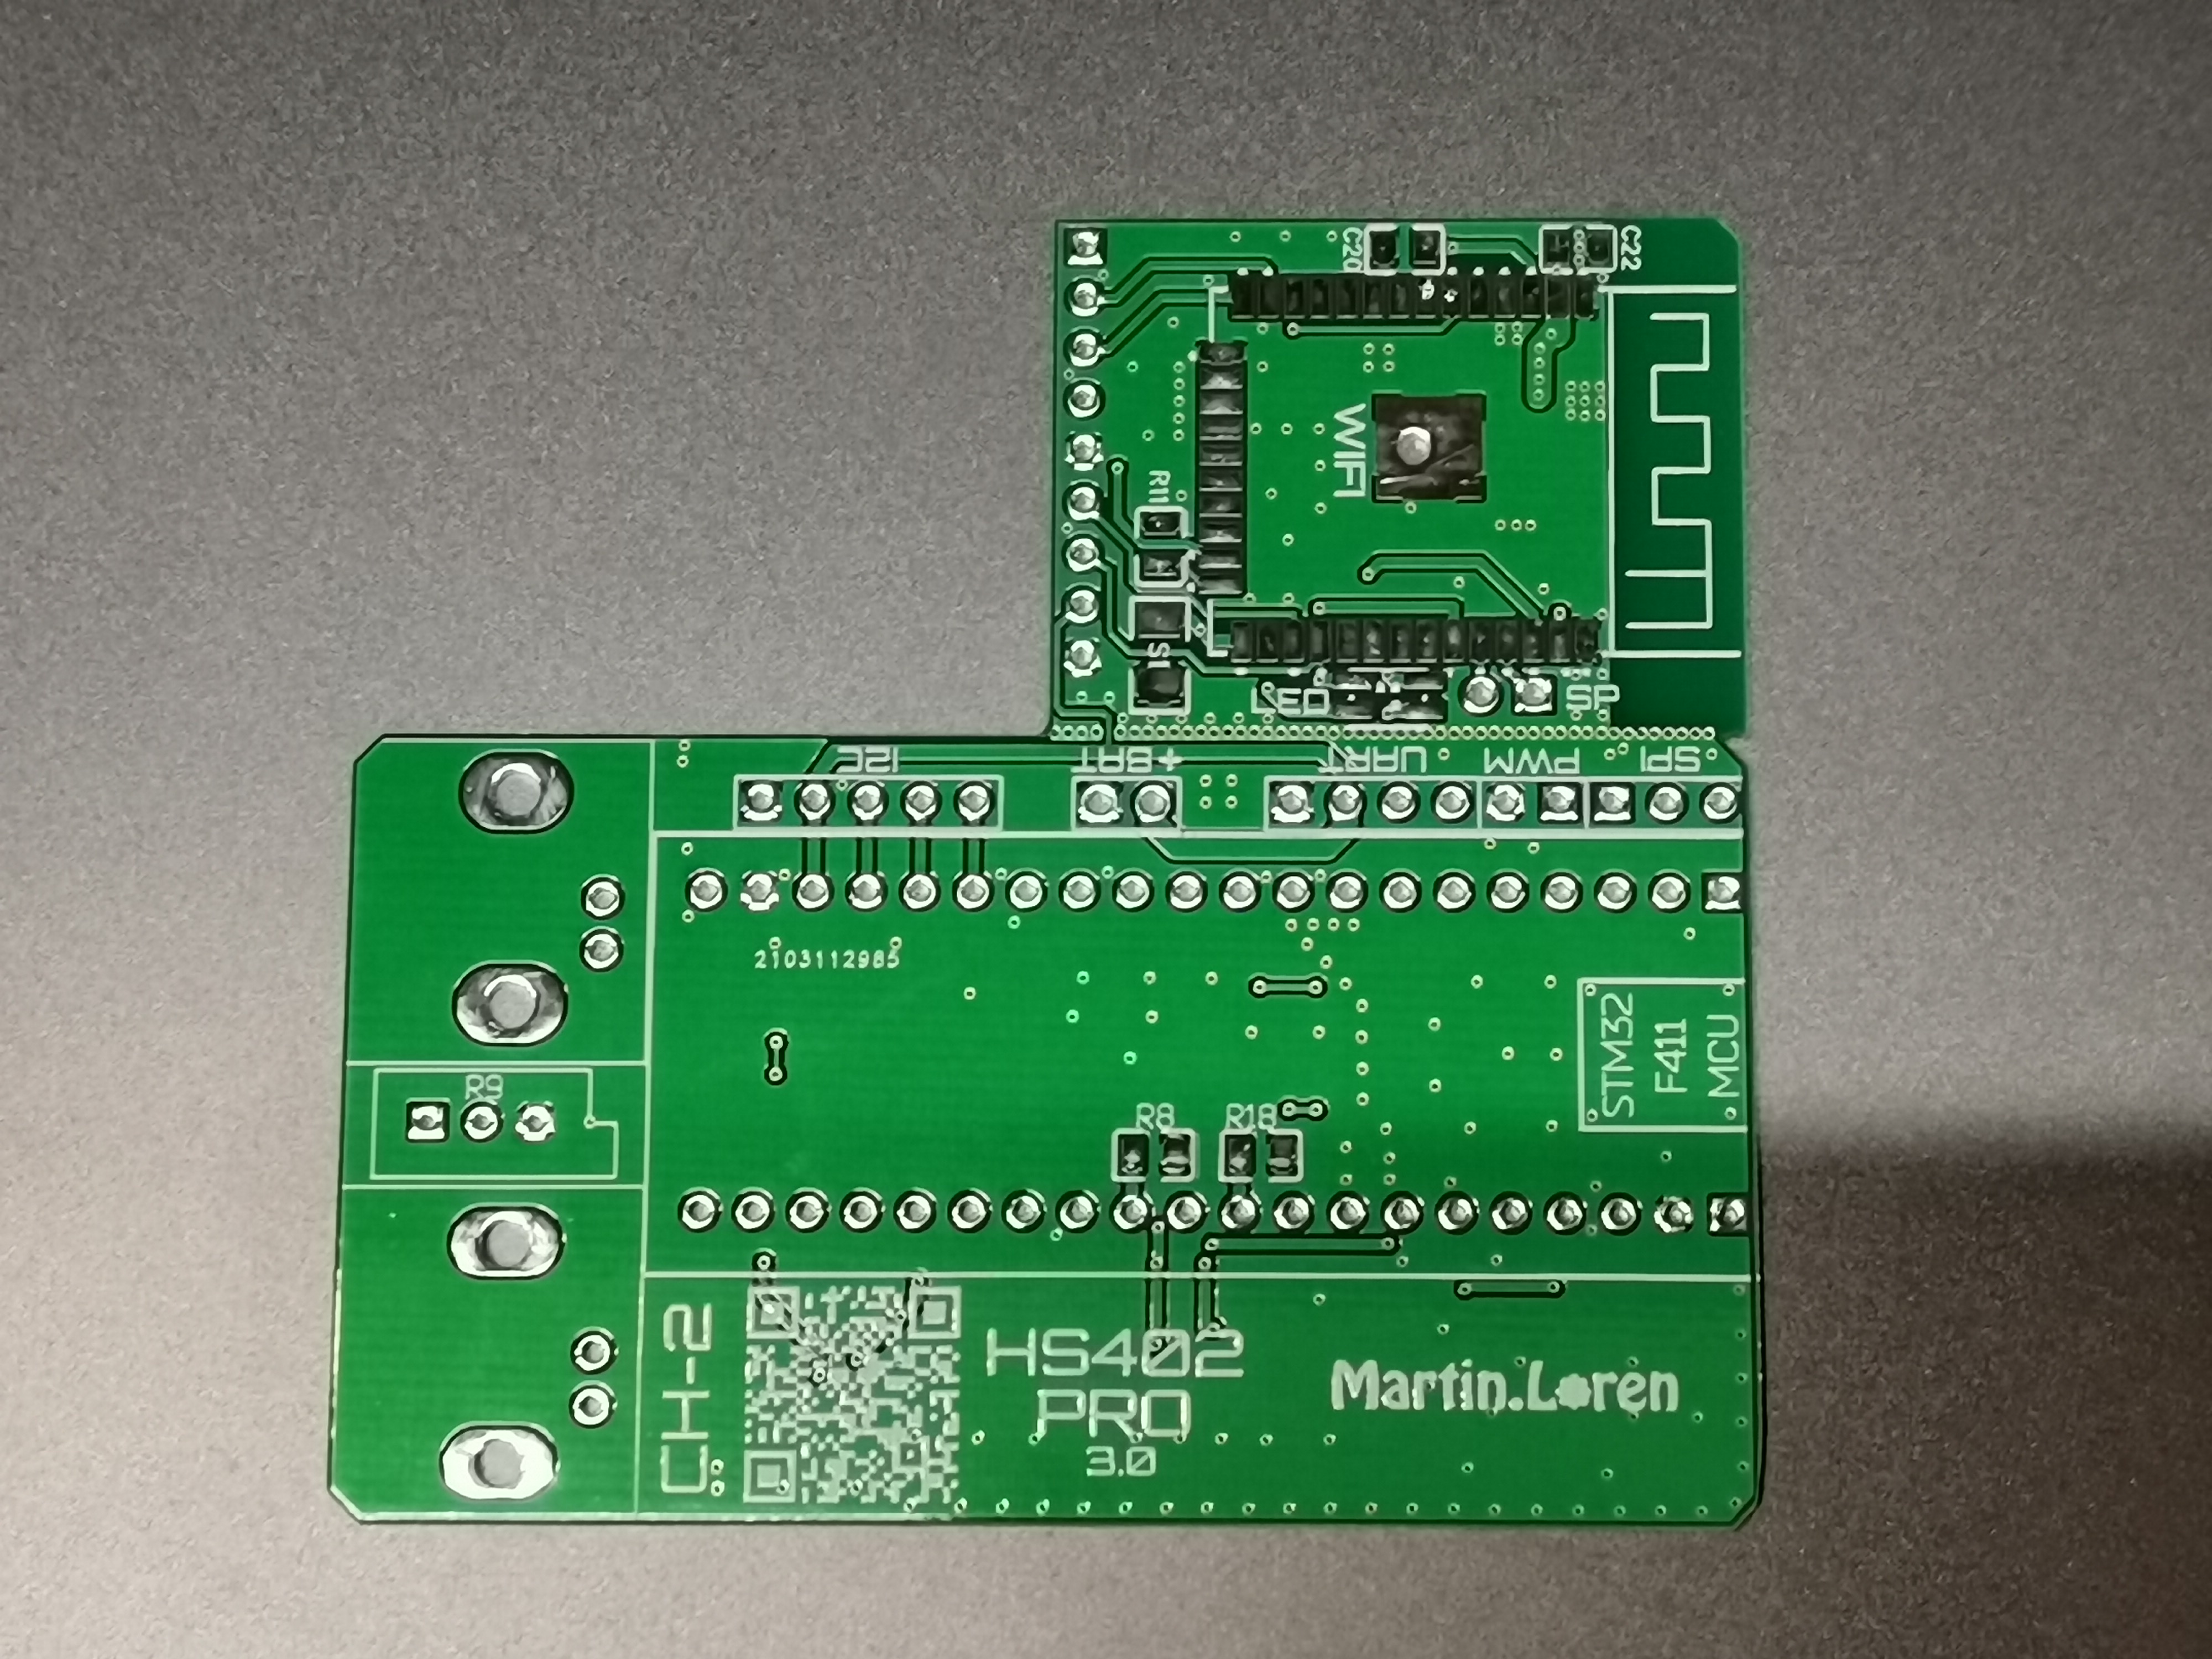 C20
C22
WIFI
R11
S1
LED
SP
I2C
+BAT
UART
PWM
SPI
2103112985
STM32
F411
MCU
R9
R8
R18
CH-2
HS402
PRO
3.0
Martin.Loren